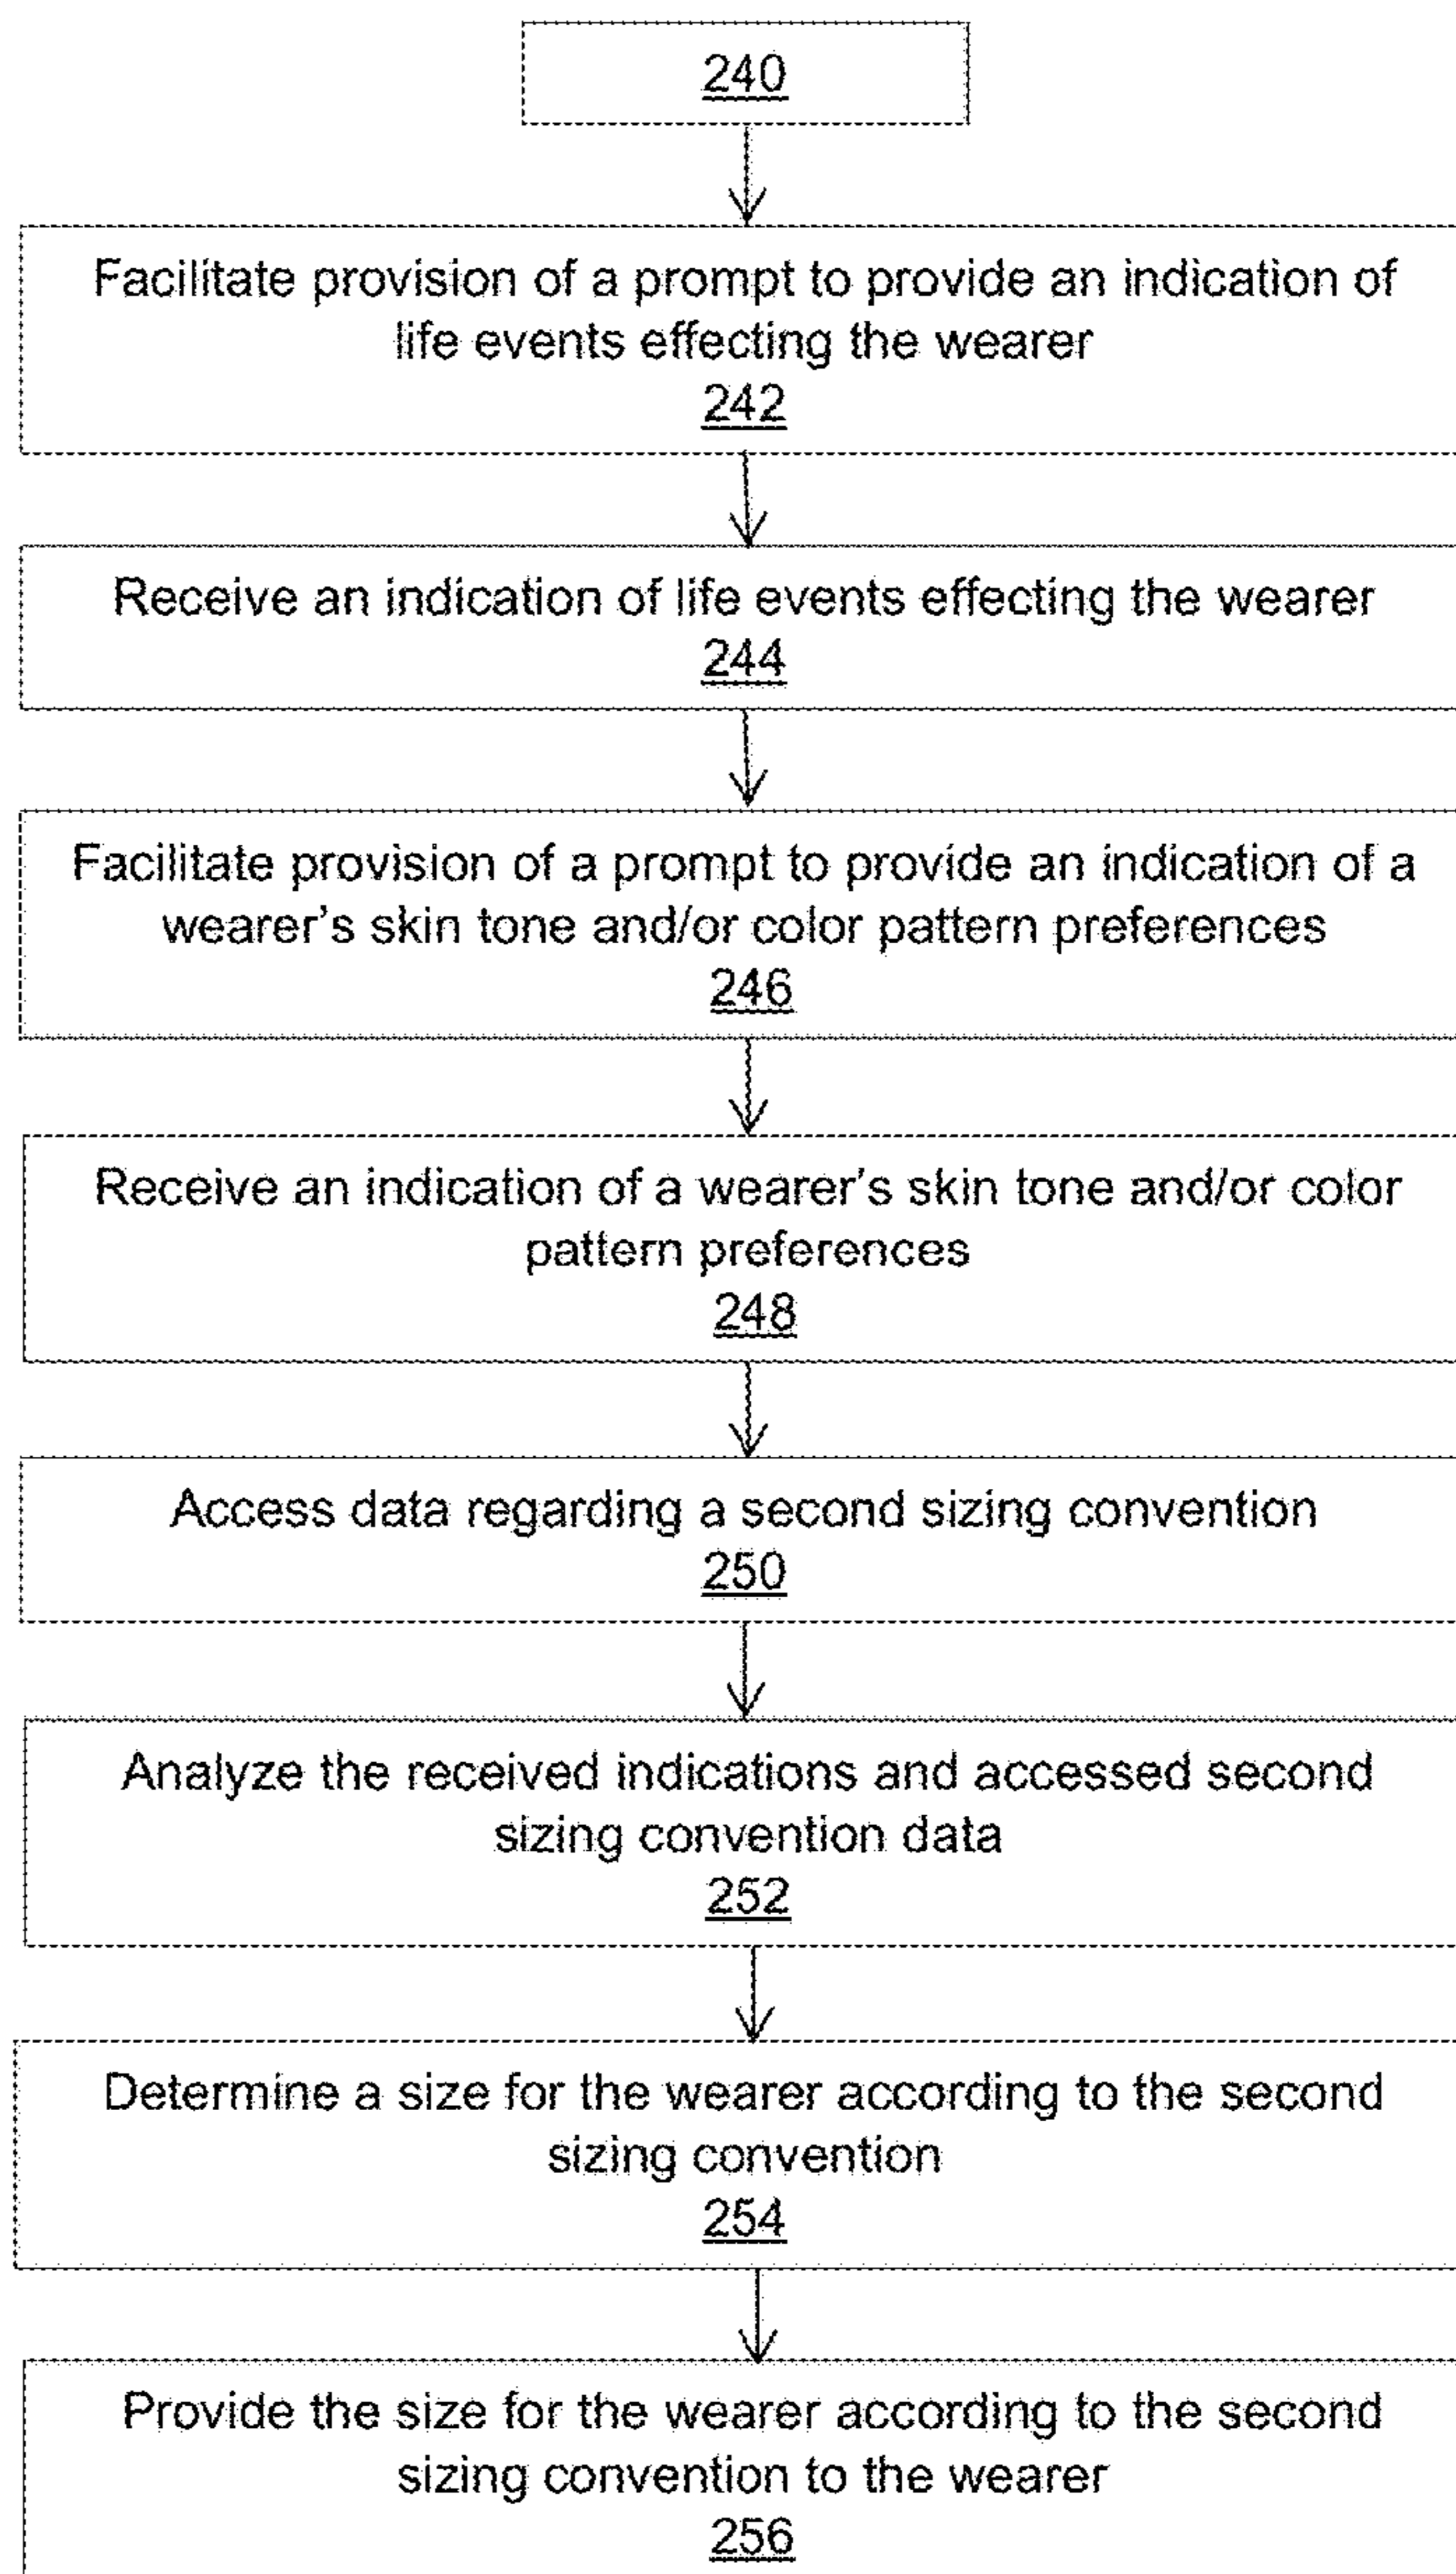 240
Facilitate provision of a prompt to provide an indication of
life events effecting the wearer
242
Receive an indication of life events effecting the wearer
244
Facilitate provision of a prompt to provide an indication of a
wearer's skin tone and/or color pattern preferences
246
Receive an indication of a wearer's skin tone and/or color
pattern preferences
248
Access data regarding a second sizing convention
250
Analyze the received indications and accessed second
sizing convention data
252
Determine a size for the wearer according to the second
sizing convention
254
Provide the size for the wearer according to the second
sizing convention to the wearer
256